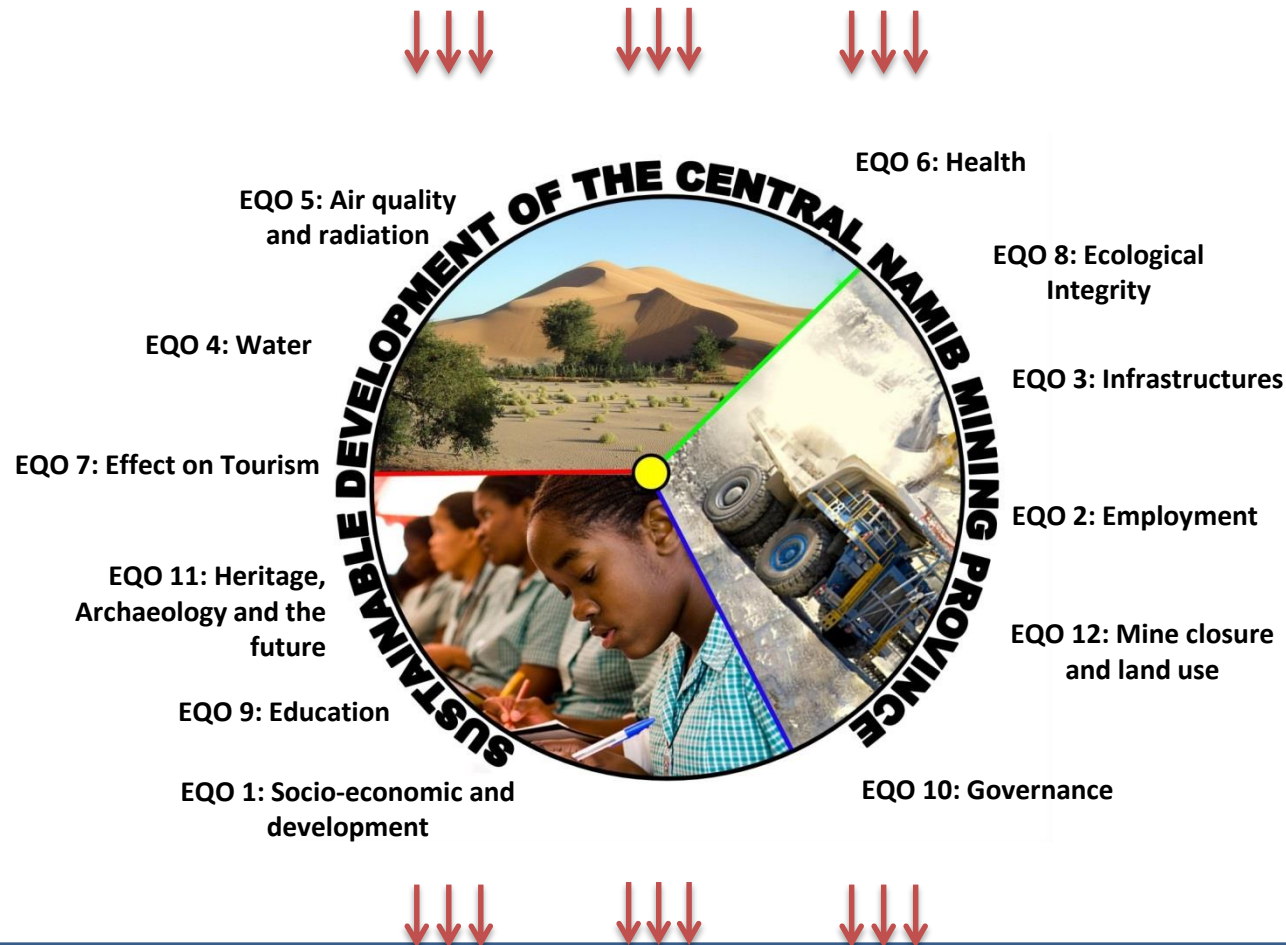 EQO 6: Health
EQO 5: Air quality
and radiation
SUSTAINABLE DEVELOPMENT OF THE CENTRAL NAMIB MINING PROVINCE
EQO 8: Ecological
Integrity
EQO 4: Water
EQO 3: Infrastructures
EQO 7: Effect on Tourism
EQO 2: Employment
EQO 11: Heritage,
Archaeology and the
future
EQO 12: Mine closure
and land use
EQO 9: Education
EQO 1: Socio-economic and
development
EQO 10: Governance